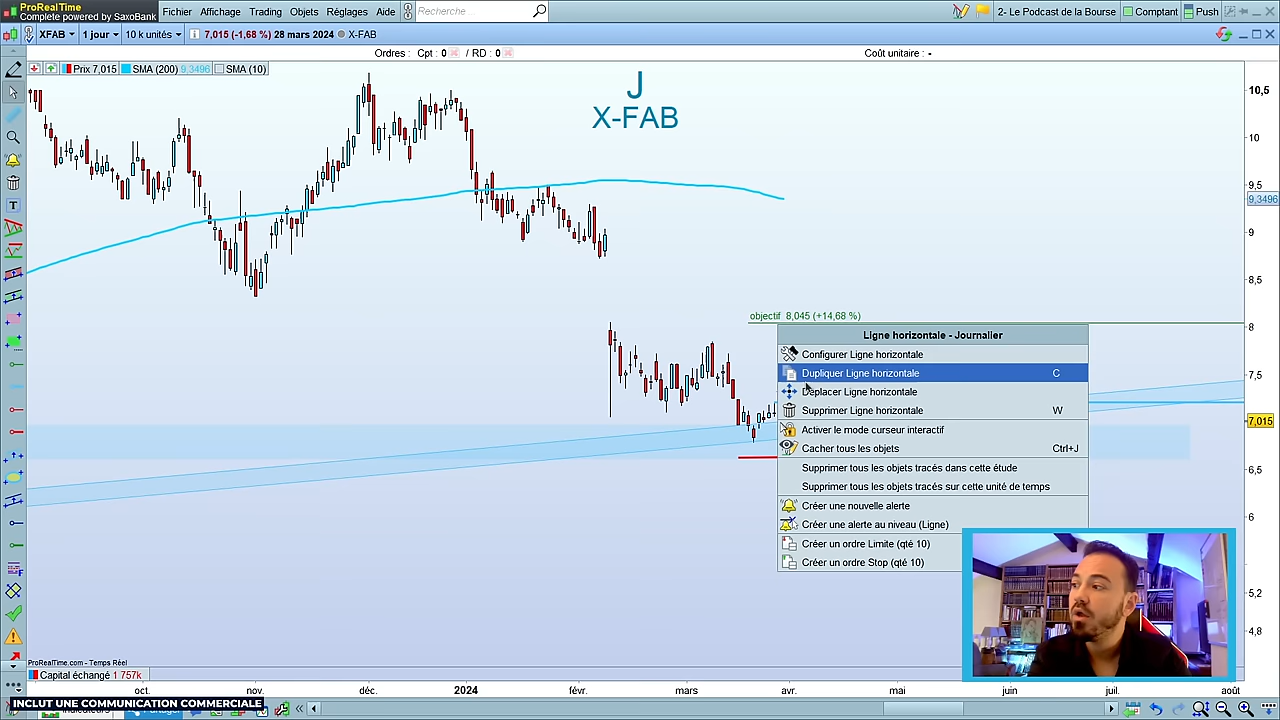 ProRealTime
Complete powered by SaxoBank
Fichier Affichage Trading Objets Réglages Aide
Recherche
2- Le Podcast de la Bourse
Comptant
Push
XFAB
1 jour
10 k unités
7,015 (-1,68 %) 28 mars 2024
X-FAB
Ordres : Cpt : 0 / RD : 0
Coût unitaire : -
Prix 7,015
SMA (200) 9,3496
SMA (10)
J
X-FAB
10,5
10
9,5
9,3496
9
8,5
objectif 8,045 (+14,68 %)
8
Ligne horizontale - Journalier
Configurer Ligne horizontale
Dupliquer Ligne horizontale C
7,5
Déplacer Ligne horizontale
Supprimer Ligne horizontale W
7,015
Activer le mode curseur interactif
Cacher tous les objets Ctrl+J
Supprimer tous les objets tracés dans cette étude
6,5
Supprimer tous les objets tracés sur cette unité de temps
Créer une nouvelle alerte
6
Créer une alerte au niveau (Ligne)
Créer un ordre Limite (qté 10)
Créer un ordre Stop (qté 10)
5,2
4,8
ProRealTime.com - Temps Réel
Capital échangé 1 757k
oct. nov. déc. 2024 févr. mars avr. mai juin juil. août
INCLUT UNE COMMUNICATION COMMERCIALE